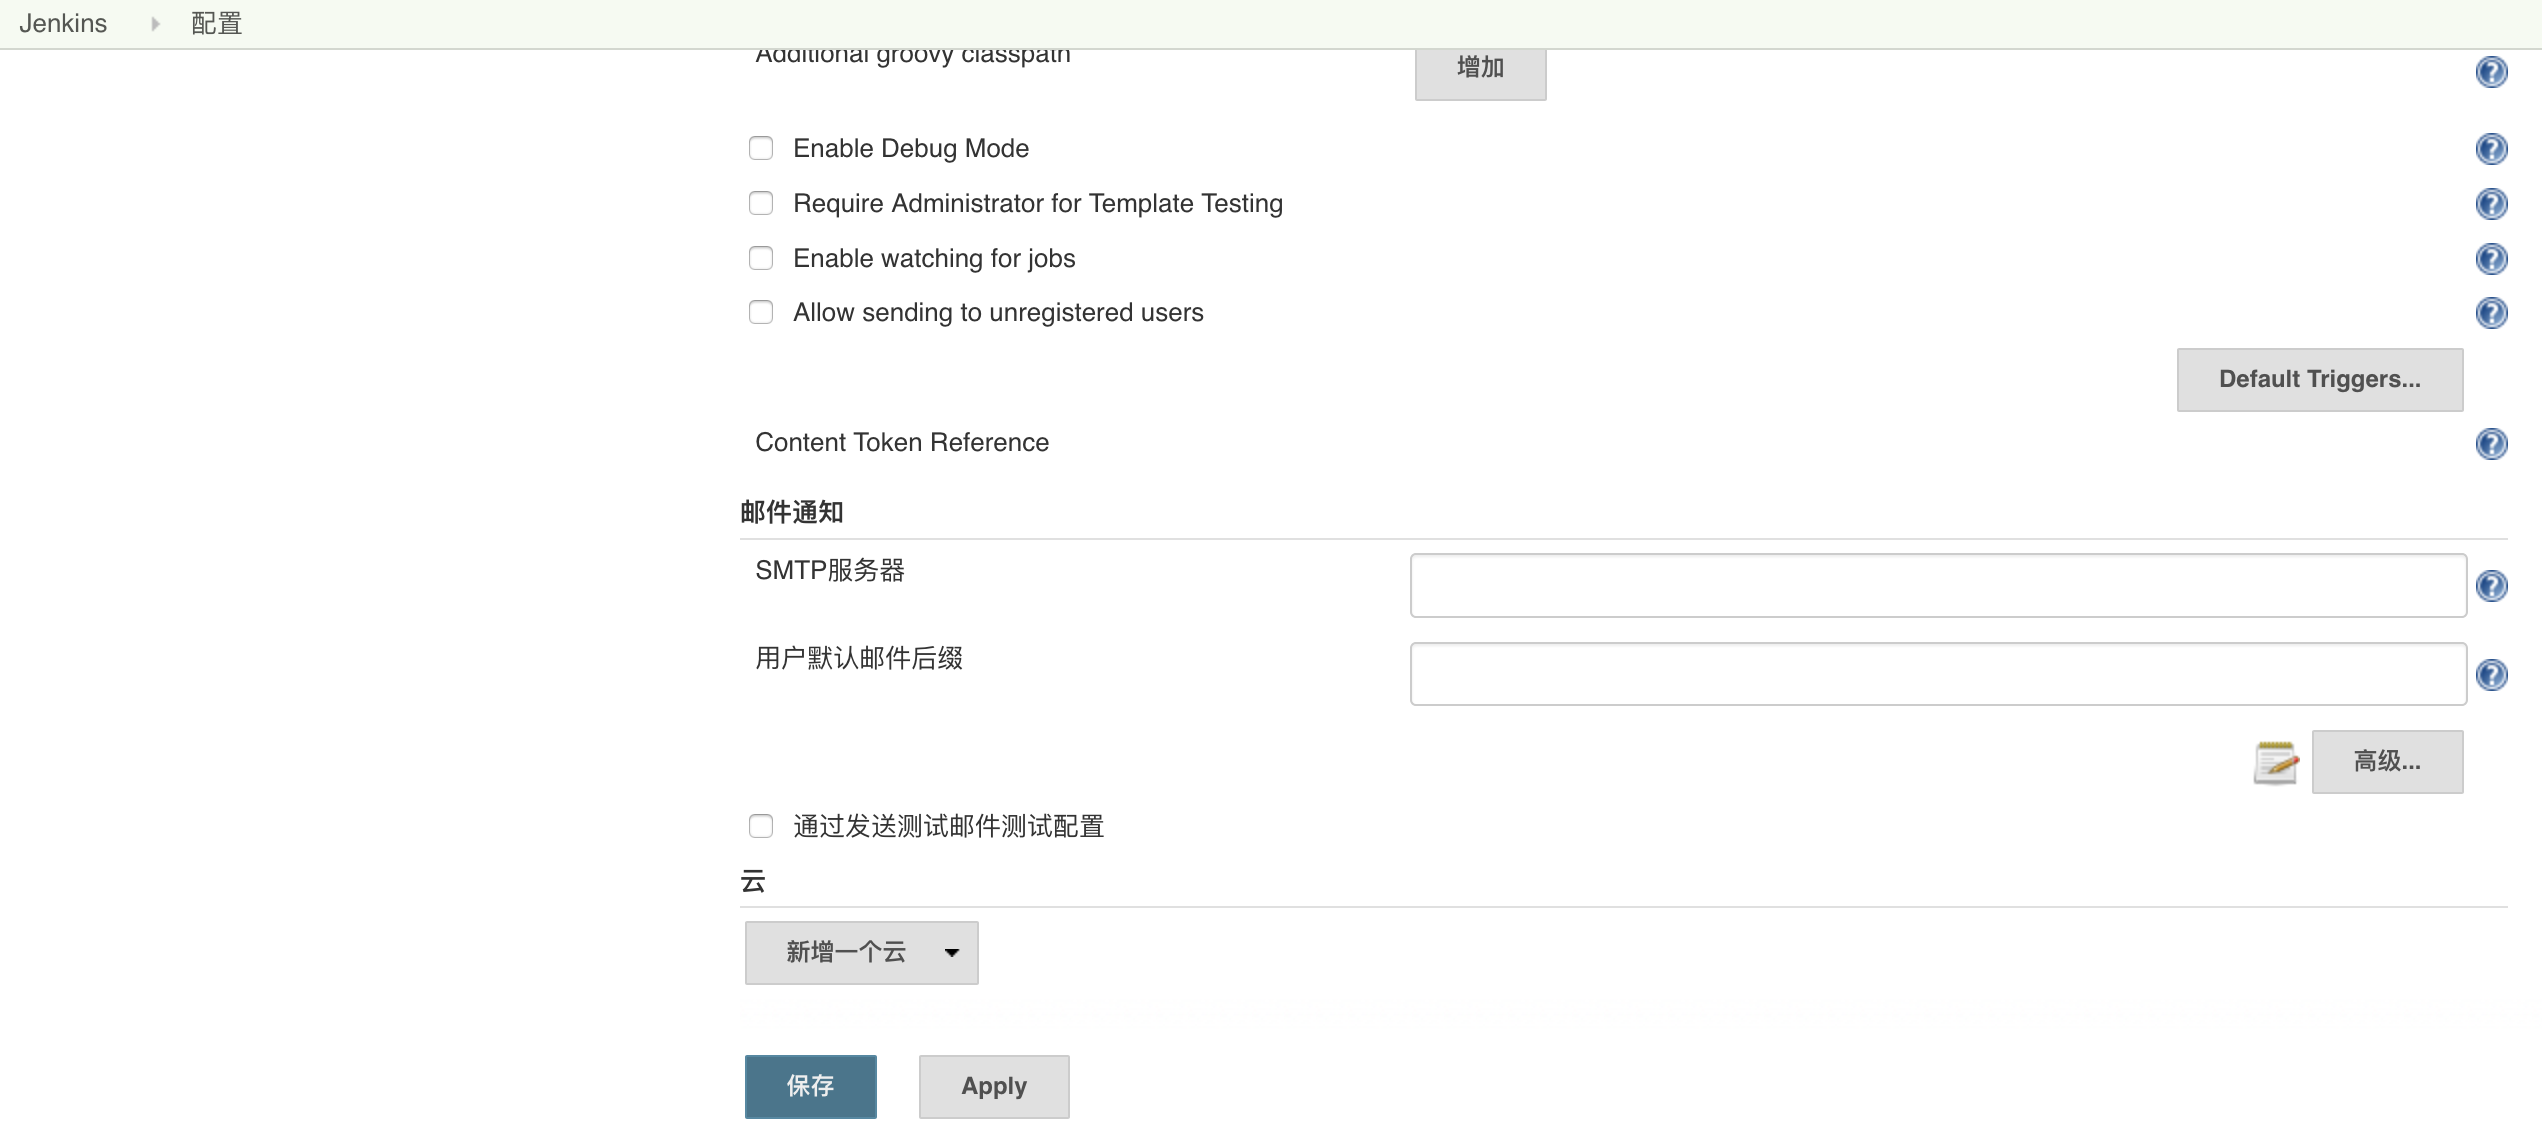 Jenkins 配置
Additional groovy classpath 增加
Enable Debug Mode
Require Administrator for Template Testing
Enable watching for jobs
Allow sending to unregistered users
Default Triggers...
Content Token Reference
邮件通知
SMTP服务器
用户默认邮件后缀
高级...
通过发送测试邮件测试配置
云
新增一个云
保存 Apply